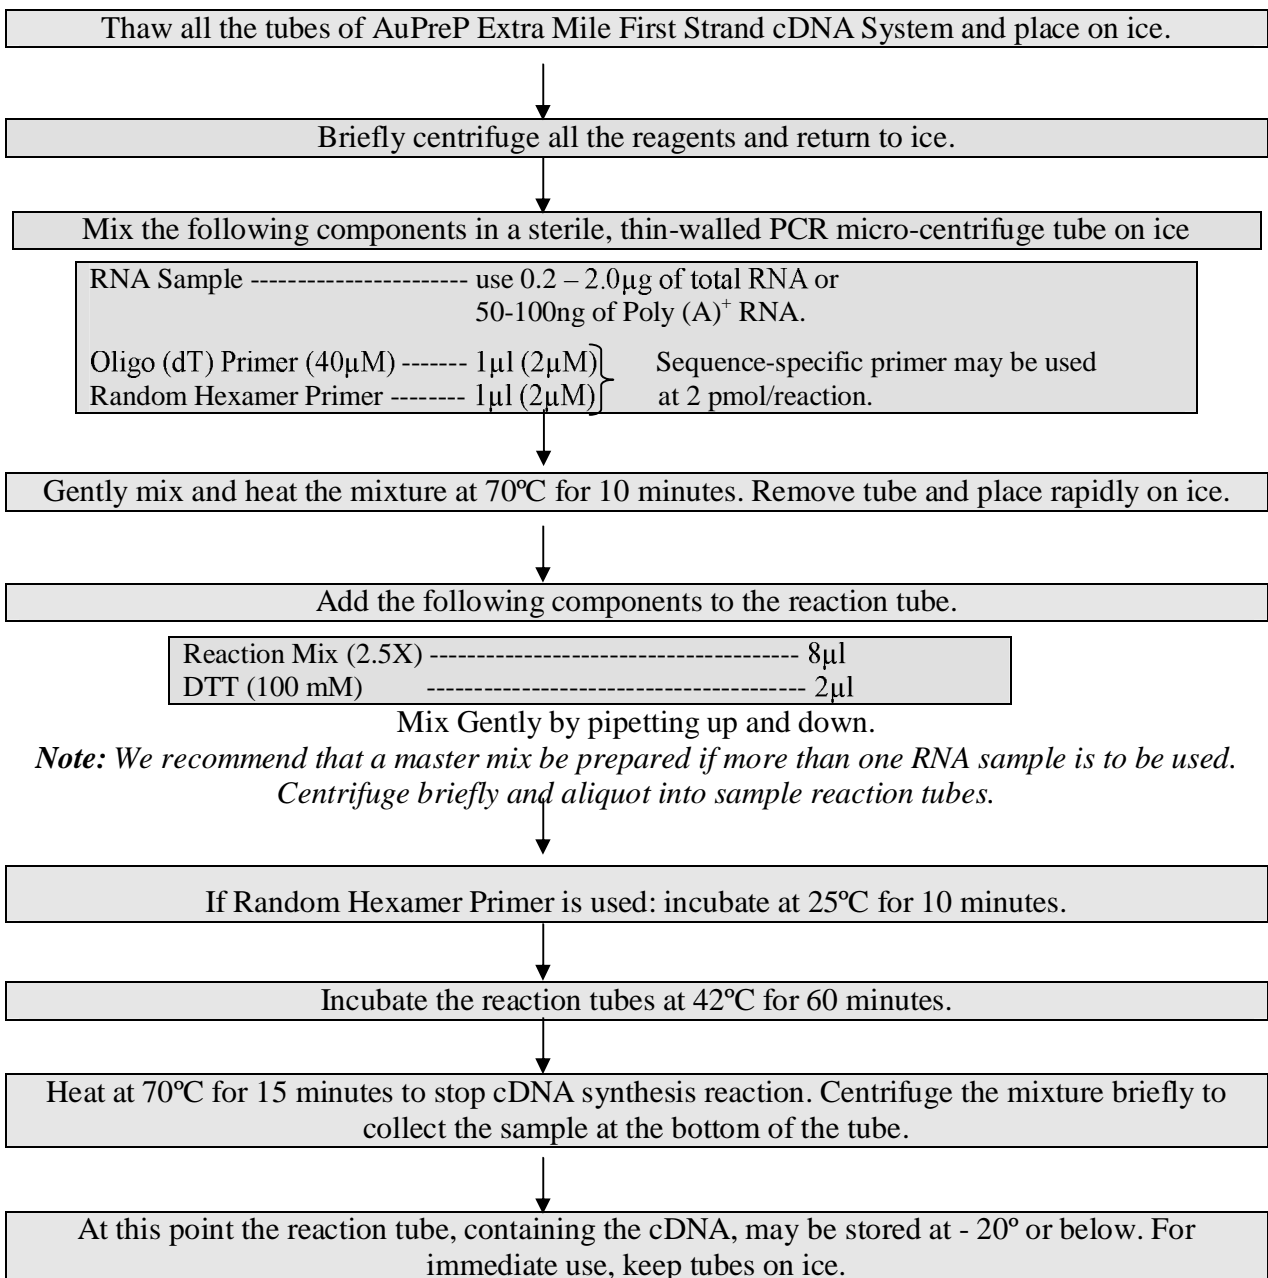 Thaw all the tubes of AuPreP Extra Mile First Strand cDNA System and place on ice.
Briefly centrifuge all the reagents and return to ice.
Mix the following components in a sterile, thin-walled PCR micro-centrifuge tube on ice
RNA Sample ----------------------- use 0.2 – 2.0µg of total RNA or
50-100ng of Poly (A)⁺ RNA.
Oligo (dT) Primer (40µM) ------- 1µl (2µM) Sequence-specific primer may be used
Random Hexamer Primer -------- 1µl (2µM) at 2 pmol/reaction.
Gently mix and heat the mixture at 70ºC for 10 minutes. Remove tube and place rapidly on ice.
Add the following components to the reaction tube.
Reaction Mix (2.5X) --------------------------------------- 8µl
DTT (100 mM) ---------------------------------------- 2µl
Mix Gently by pipetting up and down.
Note: We recommend that a master mix be prepared if more than one RNA sample is to be used.
Centrifuge briefly and aliquot into sample reaction tubes.
If Random Hexamer Primer is used: incubate at 25ºC for 10 minutes.
Incubate the reaction tubes at 42ºC for 60 minutes.
Heat at 70ºC for 15 minutes to stop cDNA synthesis reaction. Centrifuge the mixture briefly to
collect the sample at the bottom of the tube.
At this point the reaction tube, containing the cDNA, may be stored at - 20º or below. For
immediate use, keep tubes on ice.